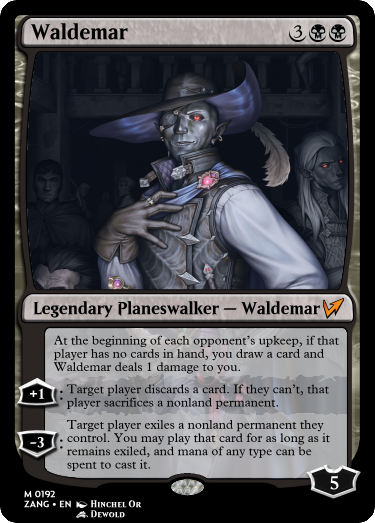 Waldemar 3
Legendary Planeswalker — Waldemar
At the beginning of each opponent's upkeep, if that
player has no cards in hand, you draw a card and
Waldemar deals 1 damage to you.
+1: Target player discards a card. If they can't, that
player sacrifices a nonland permanent.
-3: Target player exiles a nonland permanent they
control. You may play that card for as long as it
remains exiled, and mana of any type can be
spent to cast it.
5
M 0192
ZANG • EN Hinchel Or
Dewold